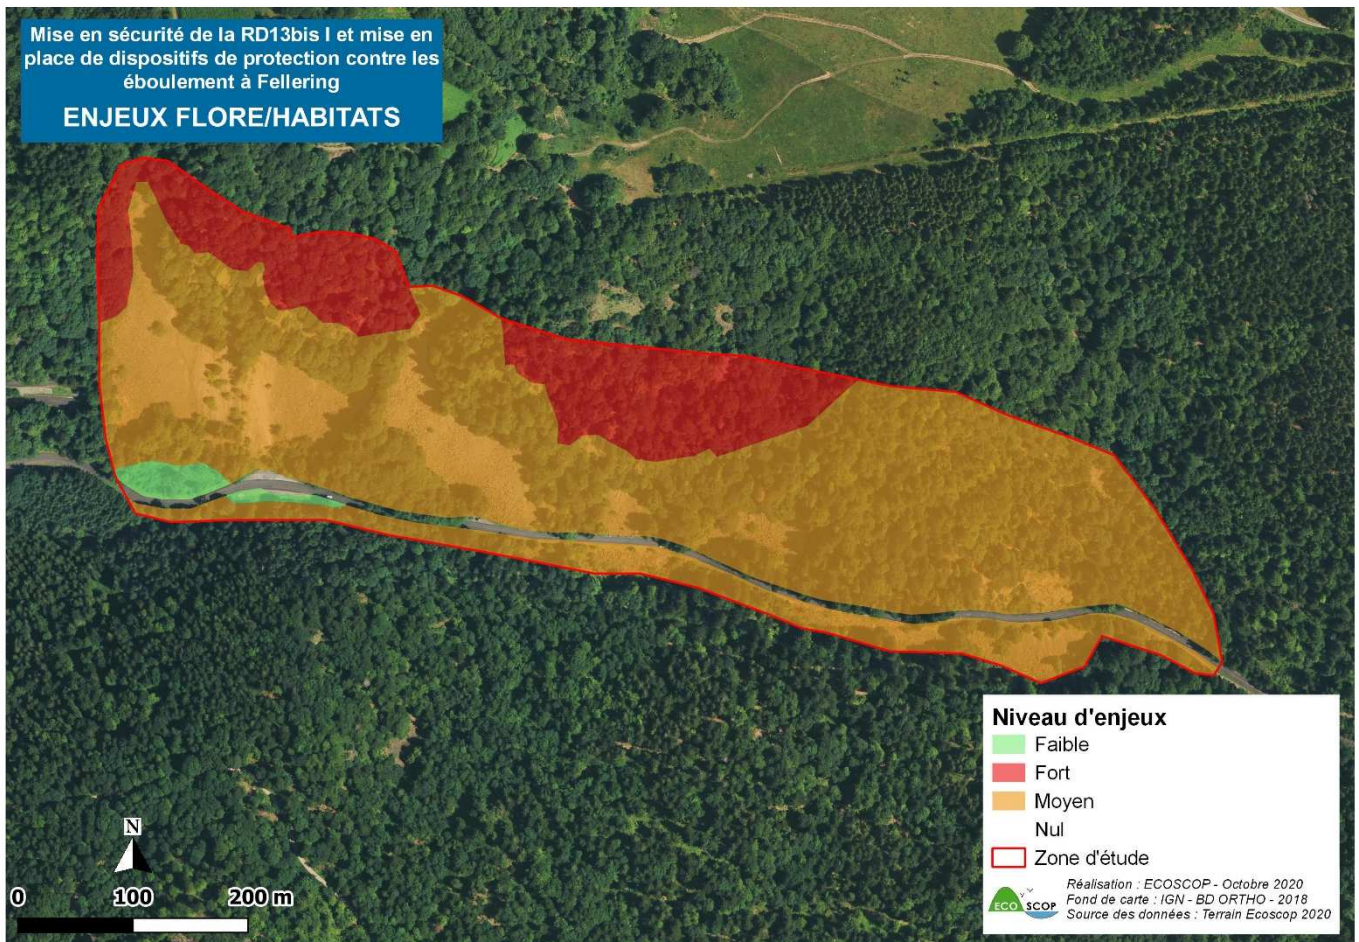 Mise en sécurité de la RD13bis I et mise en
place de dispositifs de protection contre les
éboulement à Fellering
ENJEUX FLORE/HABITATS
Niveau d'enjeux
Faible
Fort
Moyen
Nul
Zone d'étude
ECO SCOP
Réalisation : ECOSCOP - Octobre 2020
Fond de carte : IGN - BD ORTHO - 2018
Source des données : Terrain Ecoscop 2020
N
0 100 200 m